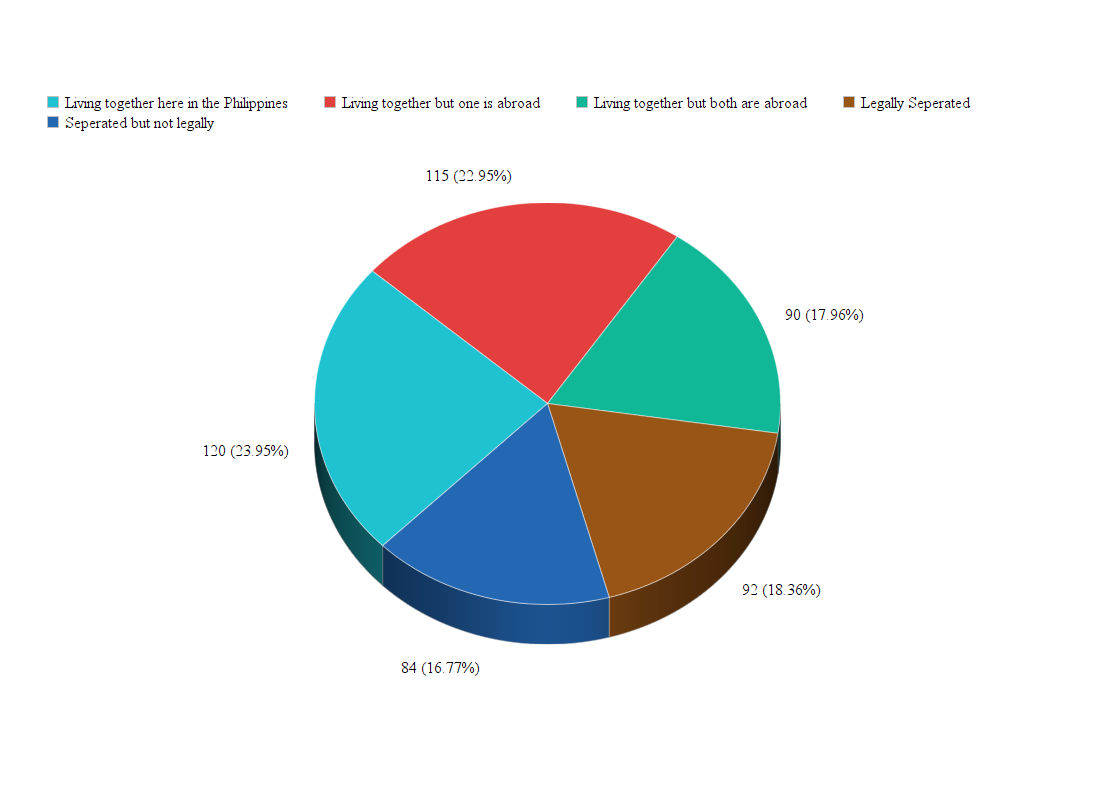 Living together here in the Philippines Living together but one is abroad Living together but both are abroad Legally Seperated
Seperated but not legally
115 (22.95%)
90 (17.96%)
120 (23.95%)
92 (18.36%)
84 (16.77%)